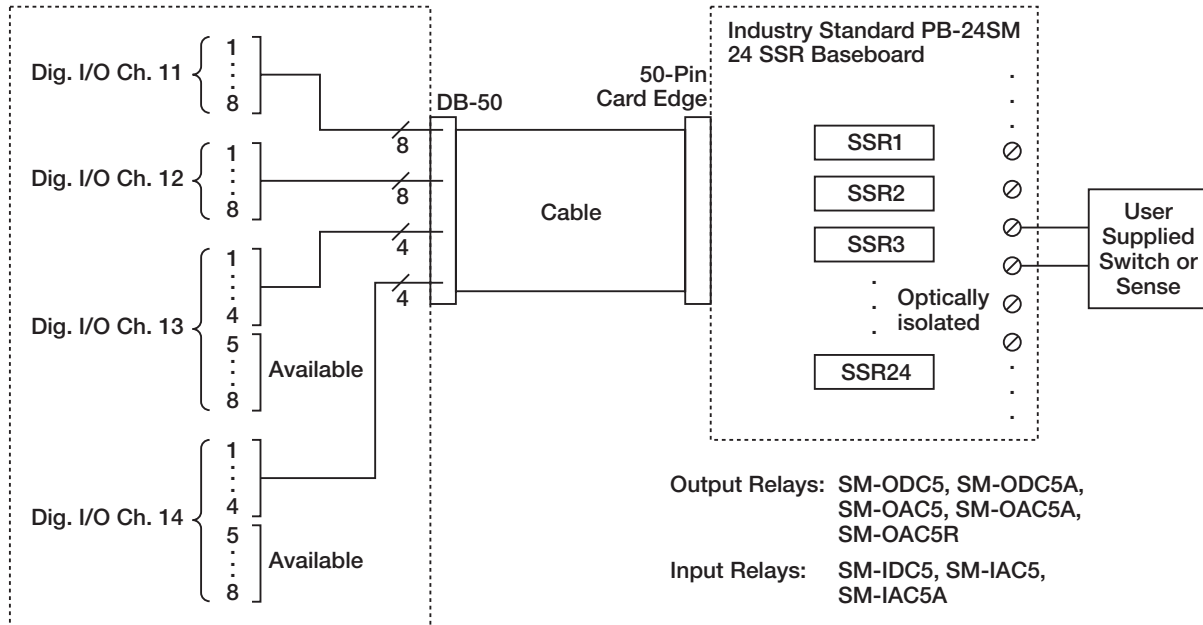 Dig. I/O Ch. 11
1
8
8
Dig. I/O Ch. 12
1
8
8
Dig. I/O Ch. 13
1
4
4
5
8
Available
Dig. I/O Ch. 14
1
4
4
5
8
Available
DB-50
Cable
50-Pin
Card Edge
Industry Standard PB-24SM
24 SSR Baseboard
SSR1
SSR2
SSR3
SSR24
Optically
isolated
User
Supplied
Switch or
Sense
Output Relays: SM-ODC5, SM-ODC5A,
SM-OAC5, SM-OAC5A,
SM-OAC5R
Input Relays: SM-IDC5, SM-IAC5,
SM-IAC5A